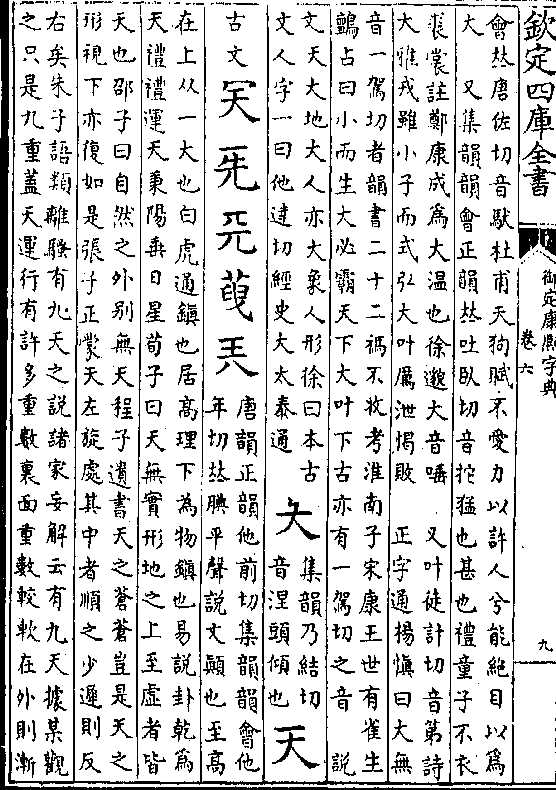 欽定四庫全書
御定康熙字典
卷六
九
會𠀤唐佐切音馱杜甫天狗賦不愛力以許人兮能絕目以為
大 又集韻韻會正韻𠀤吐臥切音拕猛也甚也禮童子不衣
裘裳註鄭康成為大温也徐邈大音唾 又叶徒計切音第詩
大雅戎雖小子而式弘大叶厲泄愒敗 正字通楊慎曰大無
音一駕切者韻書二十二禡不收考淮南子宋康王世有雀生
鸇占曰小而生大必霸天下大叶下古亦有一駕切之音 說
文天大地大人亦大象人形徐曰本古
文人字一曰他達切經史大太泰通
夨
集韻乃結切
音涅頭傾也
天
古文
𠑺𠀘𠀡𦴞𠀑
唐韻正韻他前切集韻韻會他
年切𠀤腆平聲說文顚也至高
在上从一大也白虎通鎭也居高理下為物鎭也易說卦乾為
天禮禮運天秉陽垂日星荀子曰天無實形地之上至虛者皆
天也邵子曰自然之外別無天程子遺書天之蒼蒼豈是天之
形視下亦復如是張子正蒙天左旋處其中者順之少遲則反
右矣朱子語類離騷有九天之說諸家妄解云有九天據某觀
之只是九重蓋天運行有許多重數裏面重數較軟在外則漸